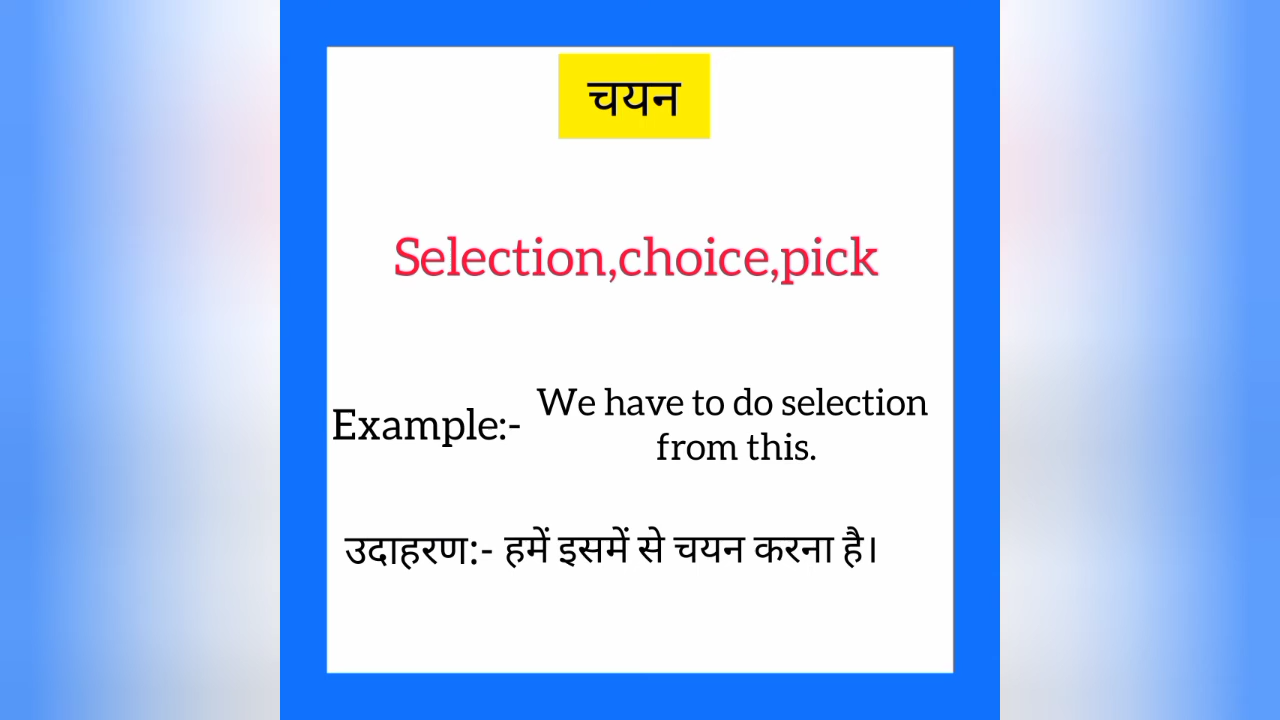 चयन
Selection,choice,pick
Example:- We have to do selection
from this.
उदाहरण:- हमें इसमें से चयन करना है।